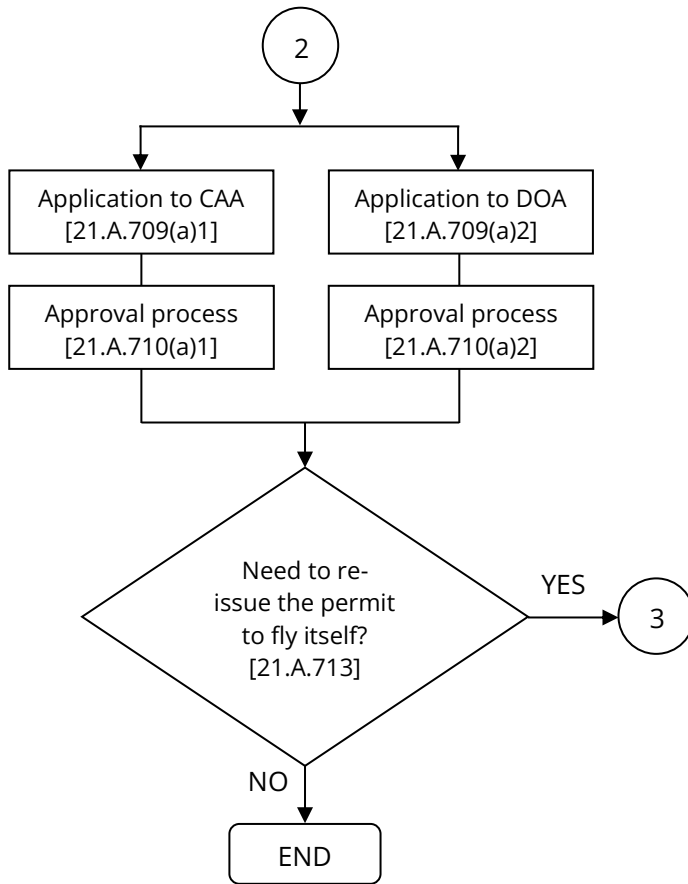 2
Application to CAA
[21.A.709(a)1]
Application to DOA
[21.A.709(a)2]
Approval process
[21.A.710(a)1]
Approval process
[21.A.710(a)2]
Need to re-
issue the permit
to fly itself?
[21.A.713]
YES
3
NO
END